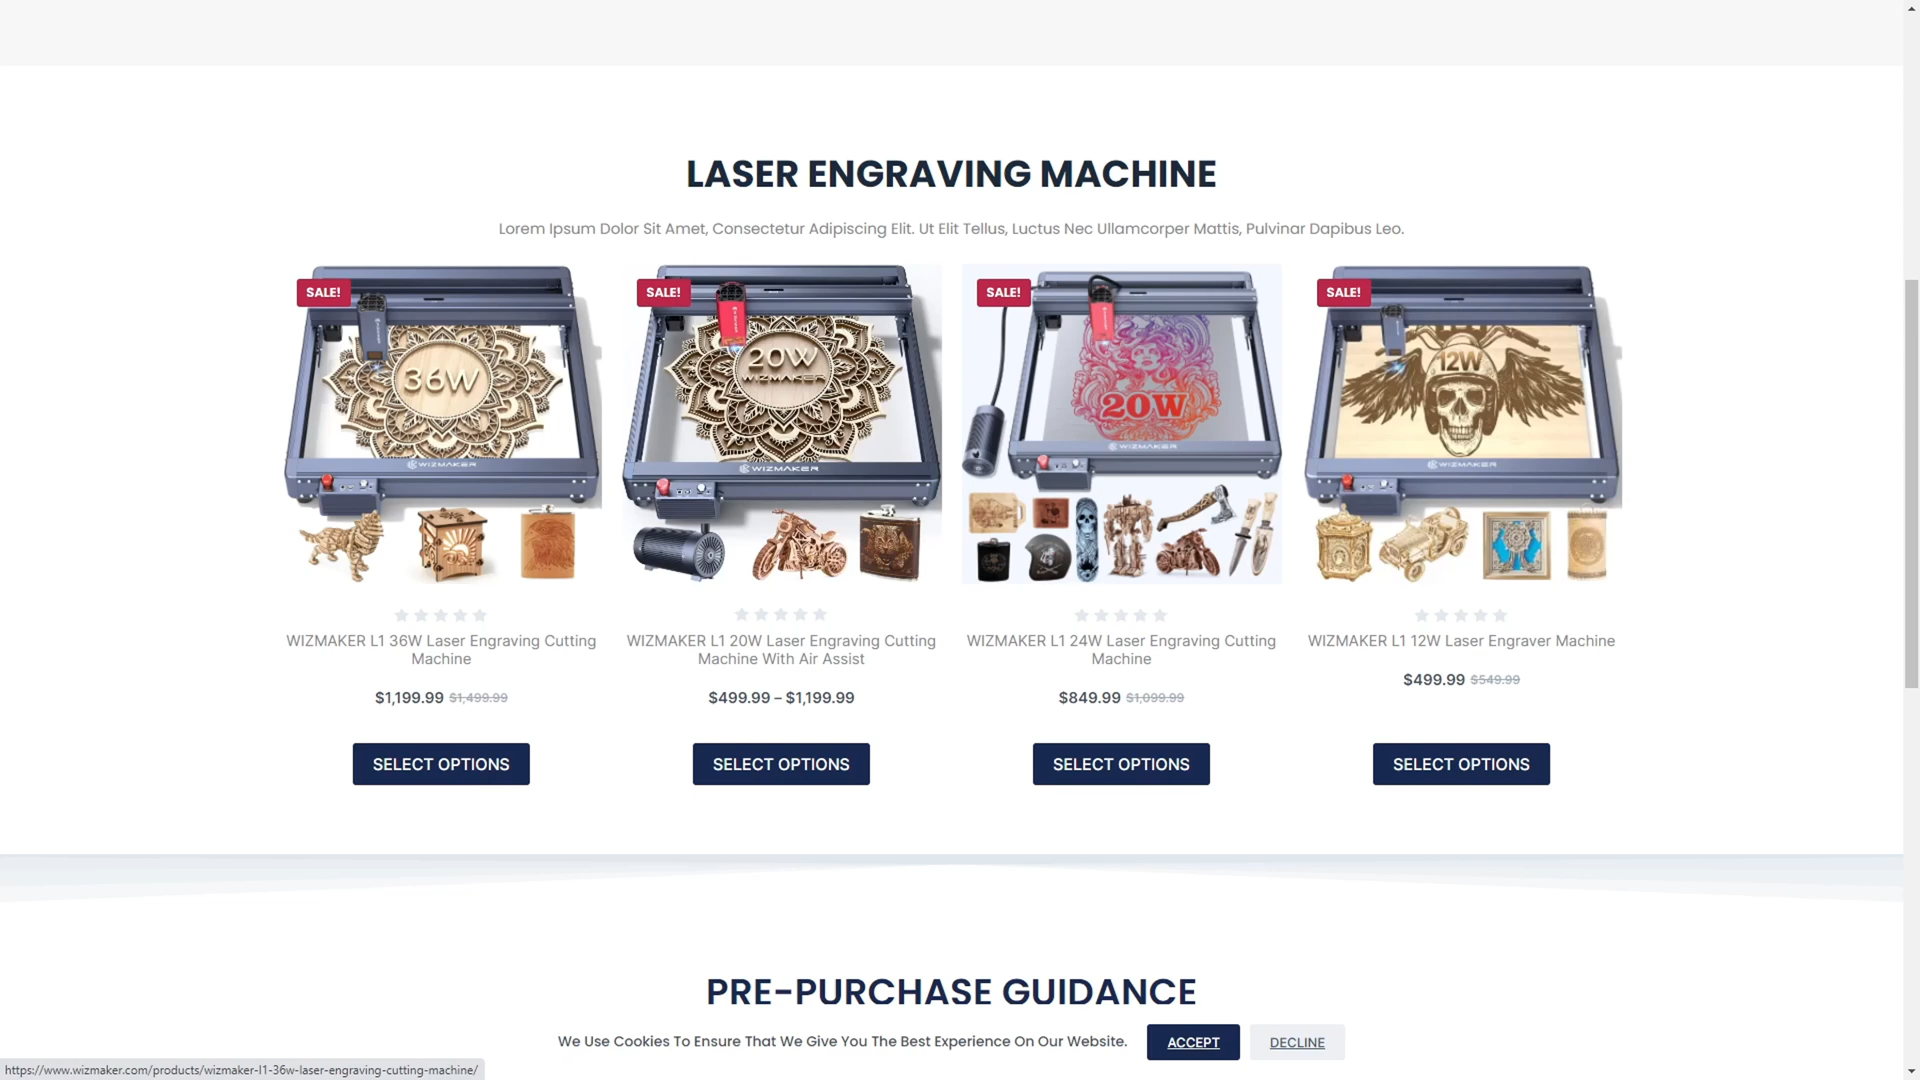 LASER ENGRAVING MACHINE
Lorem Ipsum Dolor Sit Amet, Consectetur Adipiscing Elit. Ut Elit Tellus, Luctus Nec Ullamcorper Mattis, Pulvinar Dapibus Leo.
SALE!
36W
WIZMAKER
WIZMAKER L1 36W Laser Engraving Cutting
Machine
$1,199.99 $1,499.99
SELECT OPTIONS
SALE!
20W
WIZMAKER
WIZMAKER
WIZMAKER L1 20W Laser Engraving Cutting
Machine With Air Assist
$499.99 – $1,199.99
SELECT OPTIONS
SALE!
20W
WIZMAKER
WIZMAKER L1 24W Laser Engraving Cutting
Machine
$849.99 $1,099.99
SELECT OPTIONS
SALE!
12W
WIZMAKER
WIZMAKER L1 12W Laser Engraver Machine
$499.99 $549.99
SELECT OPTIONS
PRE-PURCHASE GUIDANCE
We Use Cookies To Ensure That We Give You The Best Experience On Our Website. ACCEPT DECLINE
https://www.wizmaker.com/products/wizmaker-l1-36w-laser-engraving-cutting-machine/